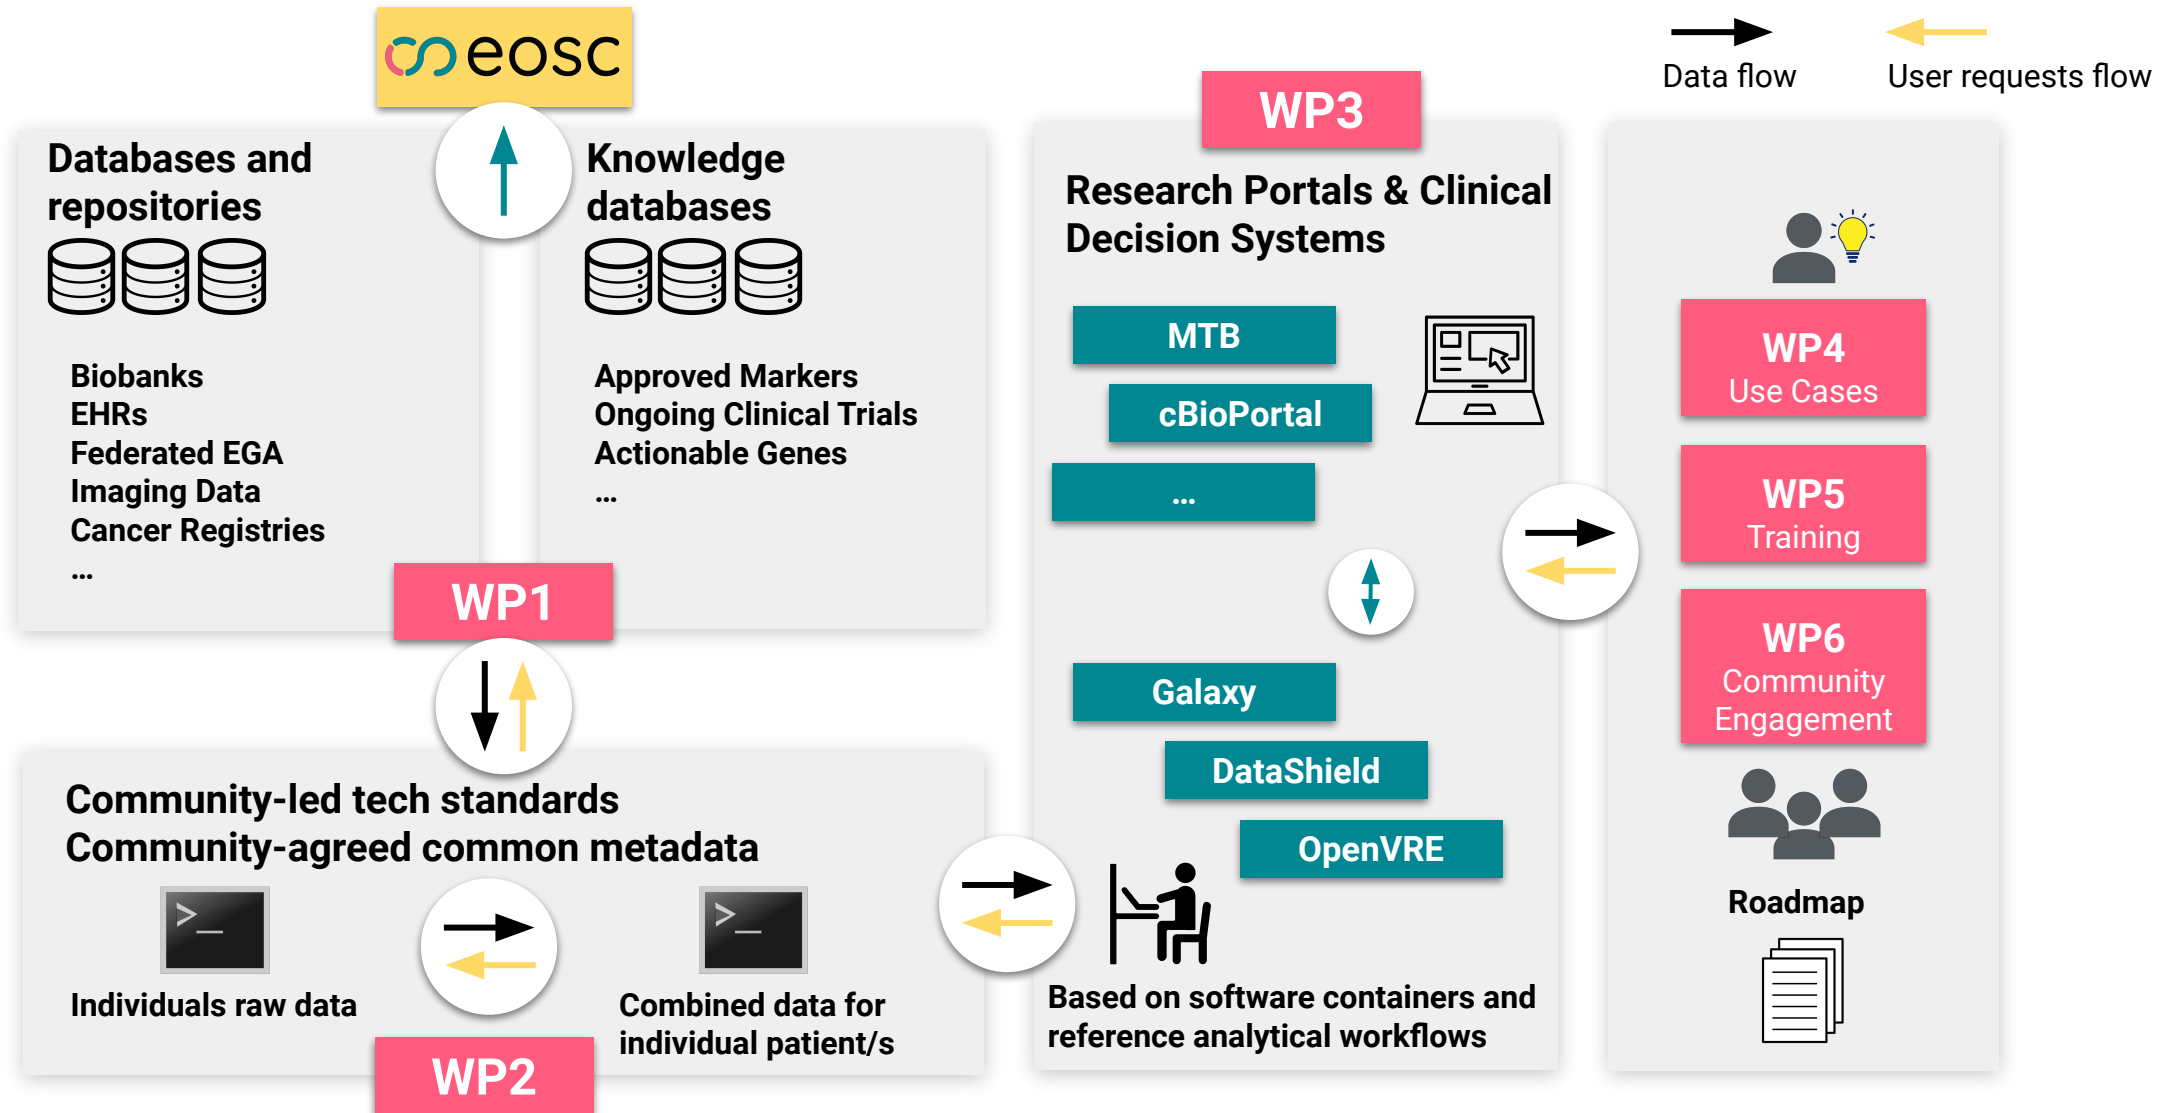 eosc
Data flow
User requests flow
Databases and
repositories
Biobanks
EHRs
Federated EGA
Imaging Data
Cancer Registries
...
Knowledge
databases
Approved Markers
Ongoing Clinical Trials
Actionable Genes
...
WP1
Community-led tech standards
Community-agreed common metadata
>_
Individuals raw data
>_
Combined data for
individual patient/s
WP2
WP3
Research Portals & Clinical
Decision Systems
MTB
cBioPortal
...
Galaxy
DataShield
OpenVRE
Based on software containers and
reference analytical workflows
WP4
Use Cases
WP5
Training
WP6
Community
Engagement
Roadmap